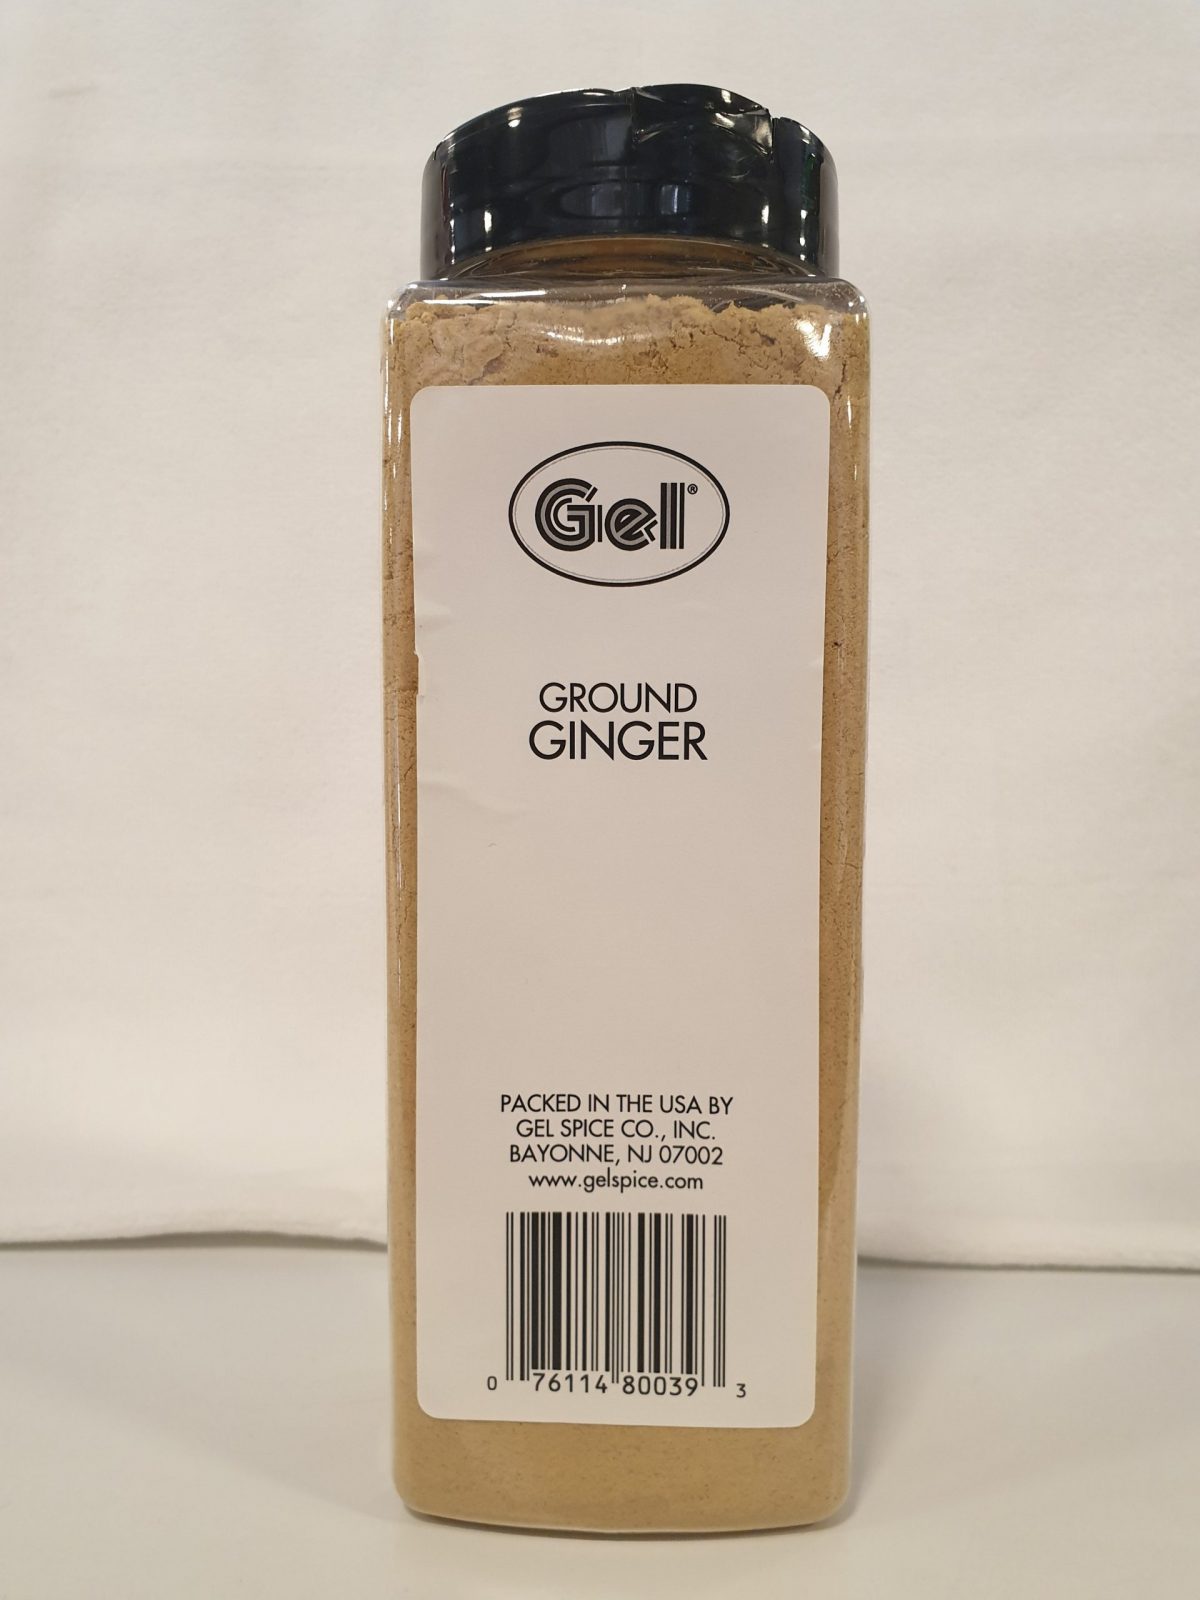 Gel®
GROUND
GINGER
PACKED IN THE USA BY
GEL SPICE CO., INC.
BAYONNE, NJ 07002
www.gelspice.com
0 76114 80039 3